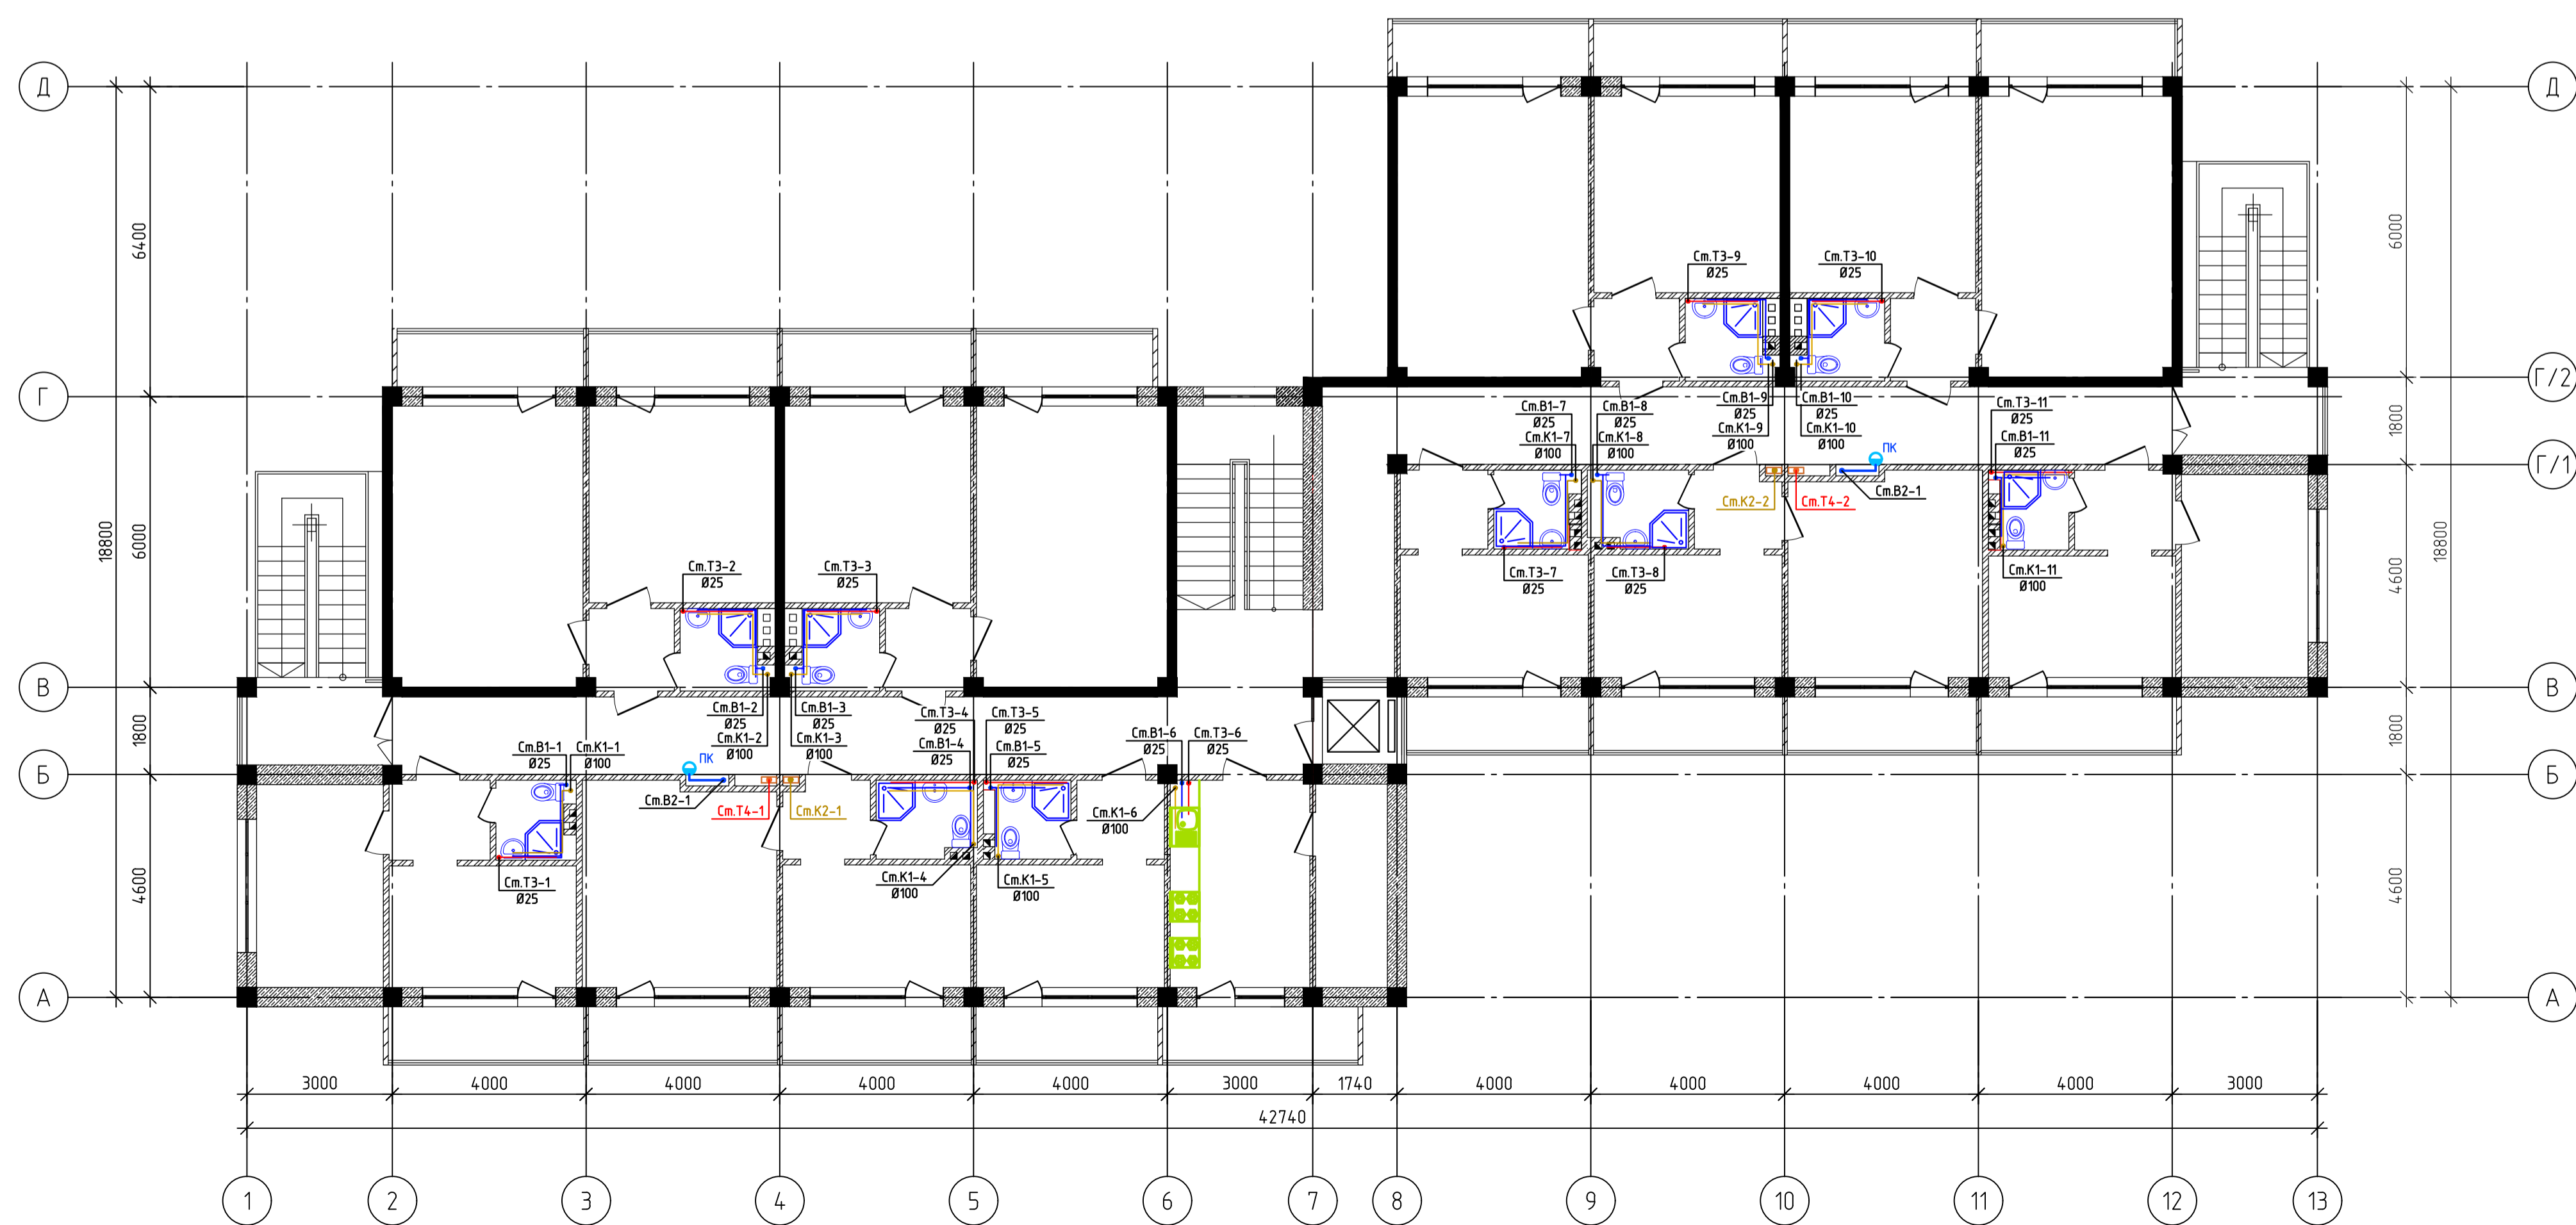 Д
Д
6400
6000
18800
Ст.Т3-9
Ø25
Ст.Т3-10
Ø25
Г
Г/2
Ст.В1-7
Ø25
Ст.К1-7
Ø100
Ст.В1-8
Ø25
Ст.К1-8
Ø100
Ст.В1-9
Ø25
Ст.К1-9
Ø100
Ст.В1-10
Ø25
Ст.К1-10
Ø100
Ст.Т3-11
Ø25
Ст.В1-11
Ø25
1800
ПК
Г/1
Ст.К2-2
Ст.Т4-2
Ст.В2-1
6000
18800
Ст.Т3-2
Ø25
Ст.Т3-3
Ø25
Ст.Т3-7
Ø25
Ст.Т3-8
Ø25
Ст.К1-11
Ø100
4600
В
В
1800
Ст.В1-1
Ø25
Ст.К1-1
Ø100
ПК
Ст.В1-2
Ø25
Ст.К1-2
Ø100
Ст.В1-3
Ø25
Ст.К1-3
Ø100
Ст.Т3-4
Ø25
Ст.В1-4
Ø25
Ст.Т3-5
Ø25
Ст.В1-5
Ø25
Ст.В1-6
Ø25
Ст.Т3-6
Ø25
1800
Б
Б
Ст.В2-1
Ст.Т4-1
Ст.К2-1
Ст.К1-6
Ø100
4600
Ст.Т3-1
Ø25
Ст.К1-4
Ø100
Ст.К1-5
Ø100
4600
А
А
3000 4000 4000 4000 4000 3000 1740 4000 4000 4000 4000 3000
42740
1 2 3 4 5 6 7 8 9 10 11 12 13